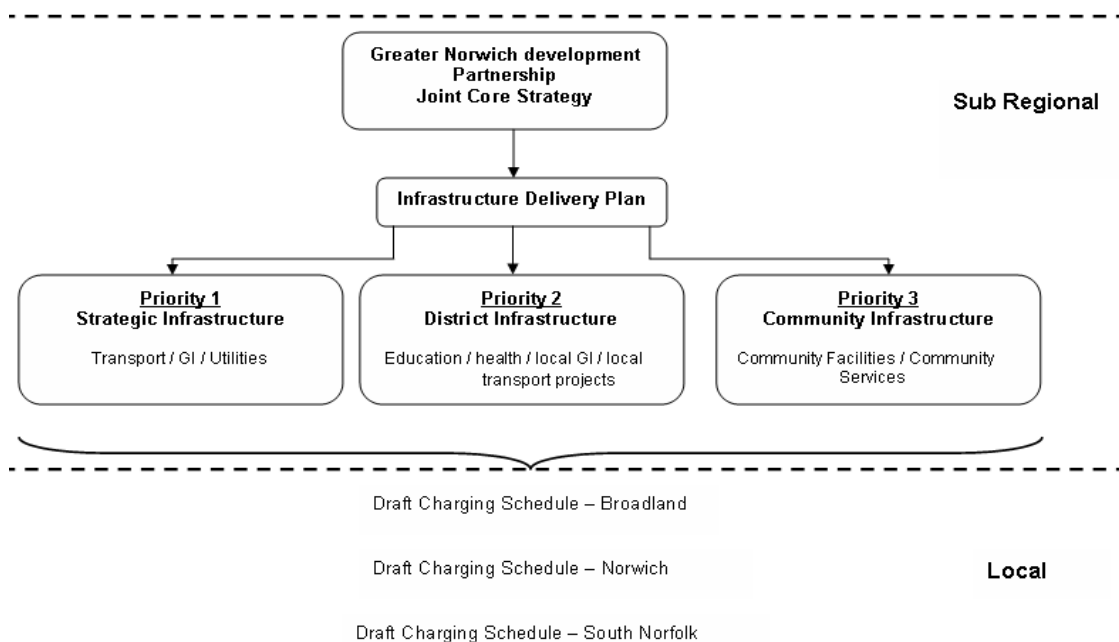 Greater Norwich development
Partnership
Joint Core Strategy
Sub Regional
Infrastructure Delivery Plan
Priority 1
Strategic Infrastructure
Transport / GI / Utilities
Priority 2
District Infrastructure
Education / health / local GI / local
transport projects
Priority 3
Community Infrastructure
Community Facilities / Community
Services
Draft Charging Schedule – Broadland
Draft Charging Schedule – Norwich
Local
Draft Charging Schedule – South Norfolk